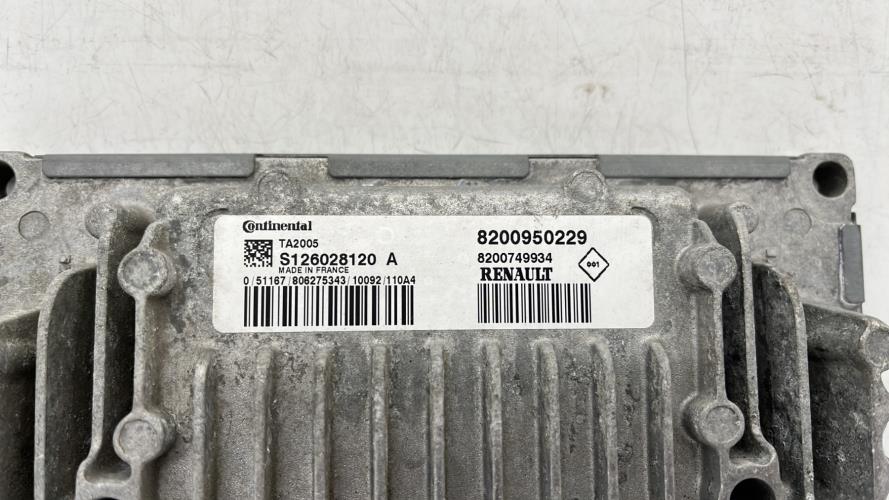 Continental
TA2005
S126028120 A
MADE IN FRANCE
0/51167/806275343/10092/110A4
8200950229
8200749934
RENAULT
001